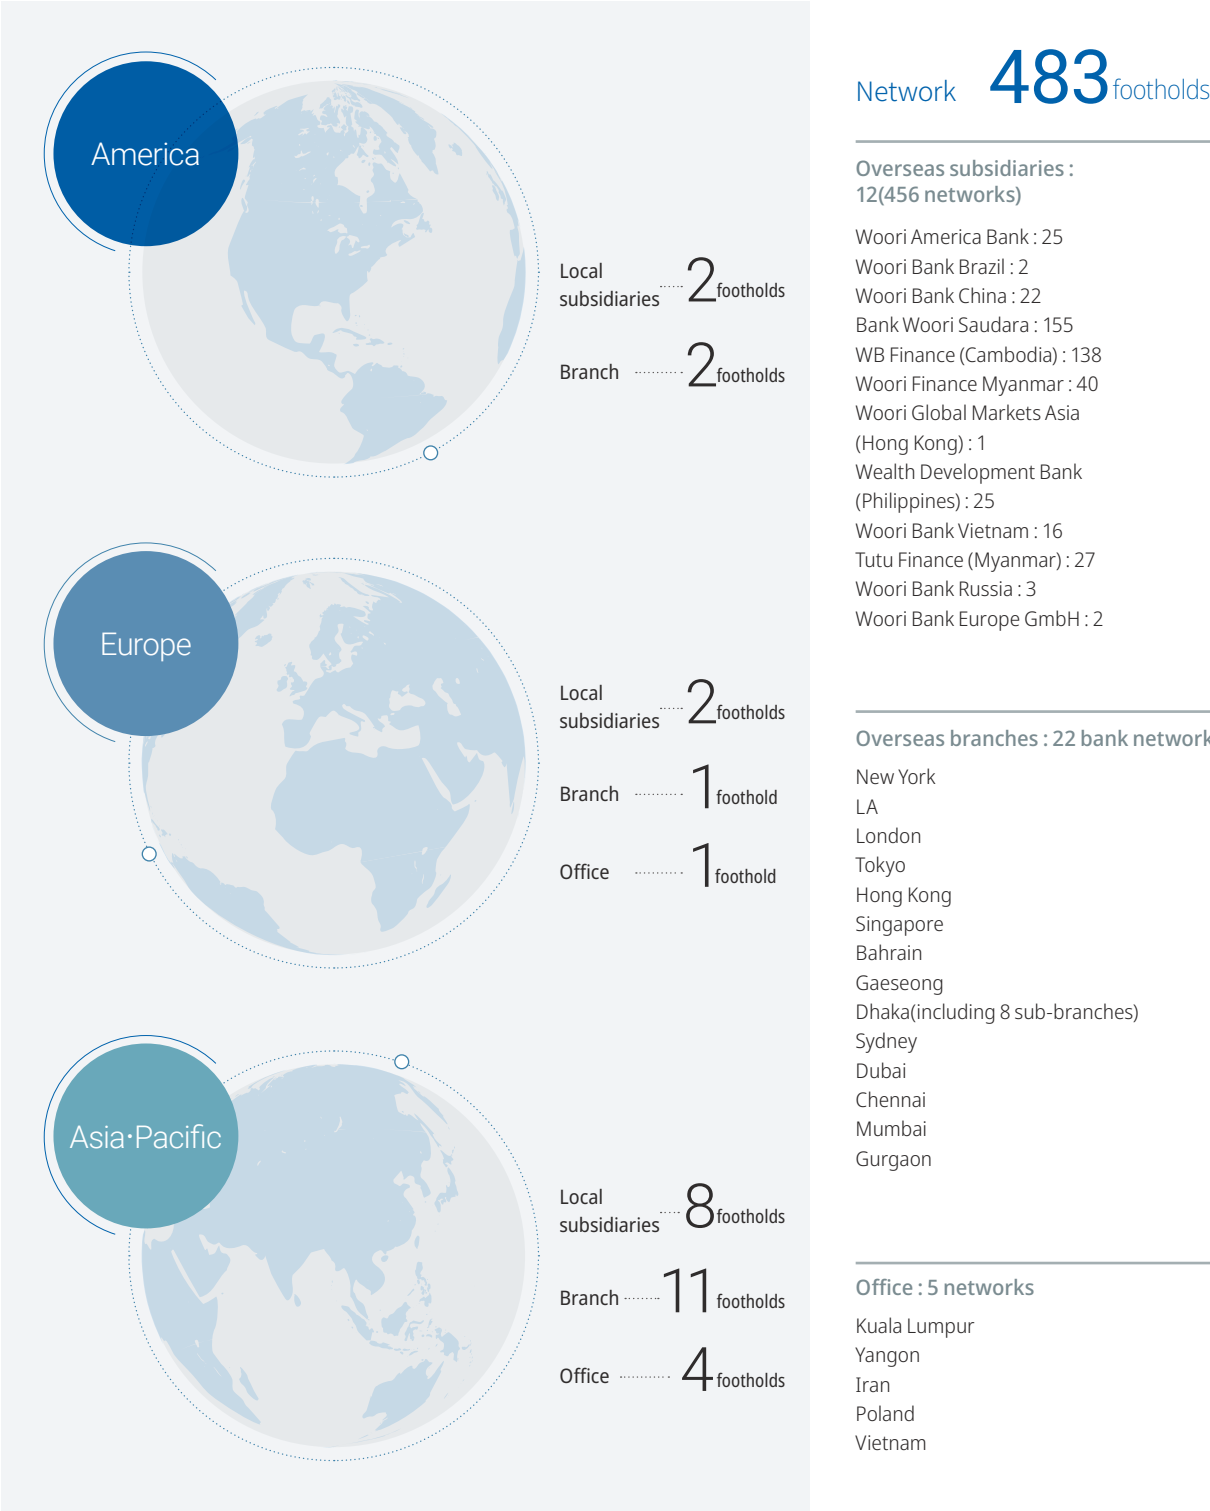 America
Local
subsidiaries 2 footholds
Branch 2 footholds
Europe
Local
subsidiaries 2 footholds
Branch 1 foothold
Office 1 foothold
Asia·Pacific
Local
subsidiaries 8 footholds
Branch 11 footholds
Office 4 footholds
Network 483 footholds
Overseas subsidiaries :
12(456 networks)
Woori America Bank : 25
Woori Bank Brazil : 2
Woori Bank China : 22
Bank Woori Saudara : 155
WB Finance (Cambodia) : 138
Woori Finance Myanmar : 40
Woori Global Markets Asia
(Hong Kong) : 1
Wealth Development Bank
(Philippines) : 25
Woori Bank Vietnam : 16
Tutu Finance (Myanmar) : 27
Woori Bank Russia : 3
Woori Bank Europe GmbH : 2
Overseas branches : 22 bank network
New York
LA
London
Tokyo
Hong Kong
Singapore
Bahrain
Gaeseong
Dhaka(including 8 sub-branches)
Sydney
Dubai
Chennai
Mumbai
Gurgaon
Office : 5 networks
Kuala Lumpur
Yangon
Iran
Poland
Vietnam